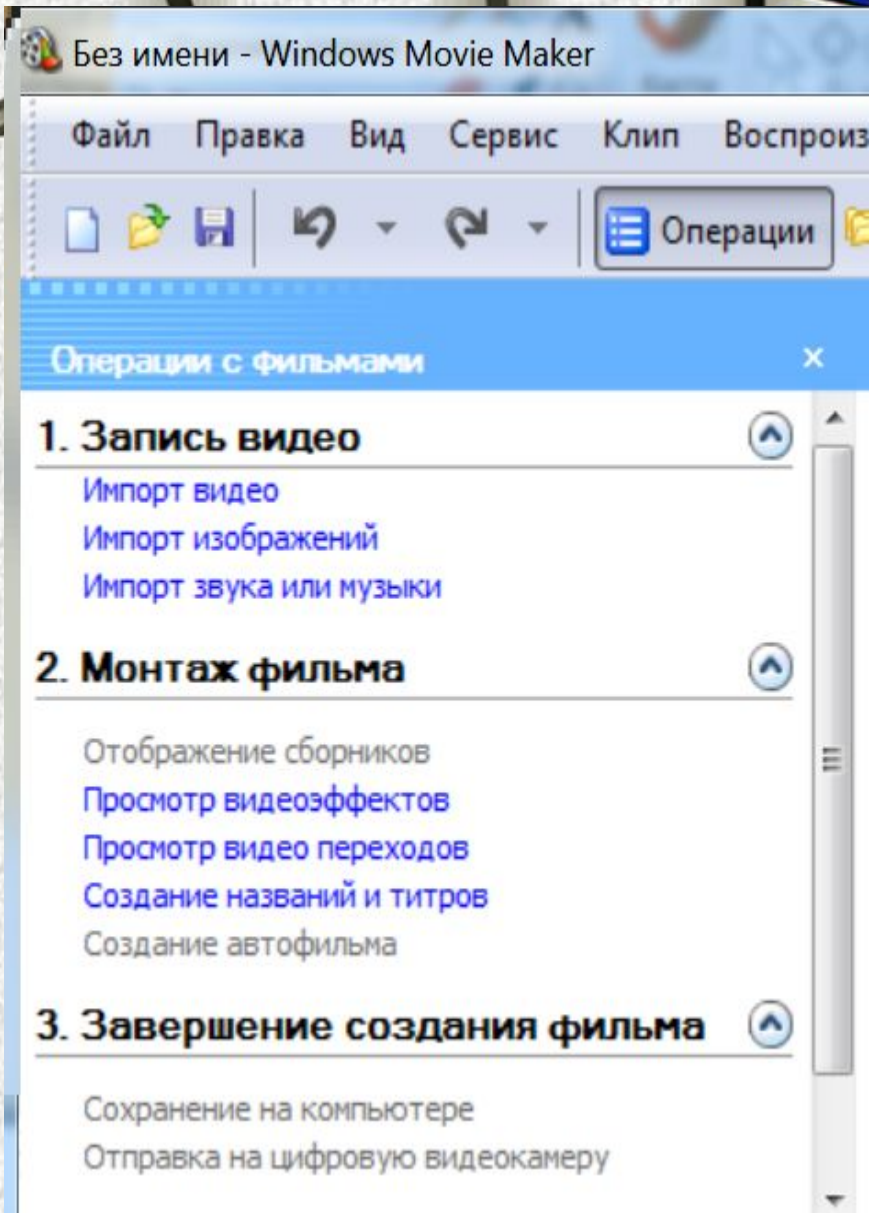 Без имени - Windows Movie Maker
Файл Правка Вид Сервис Клип
Операции
Операции с фильмами
1. Запись видео
Импорт видео
Импорт изображений
Импорт звука или музыки
2. Монтаж фильма
Отображение сборников
Просмотр видеоэффектов
Просмотр видео переходов
Создание названий и титров
Создание автофильма
3. Завершение создания фильма
Сохранение на компьютере
Отправка на цифровую видеокамеру